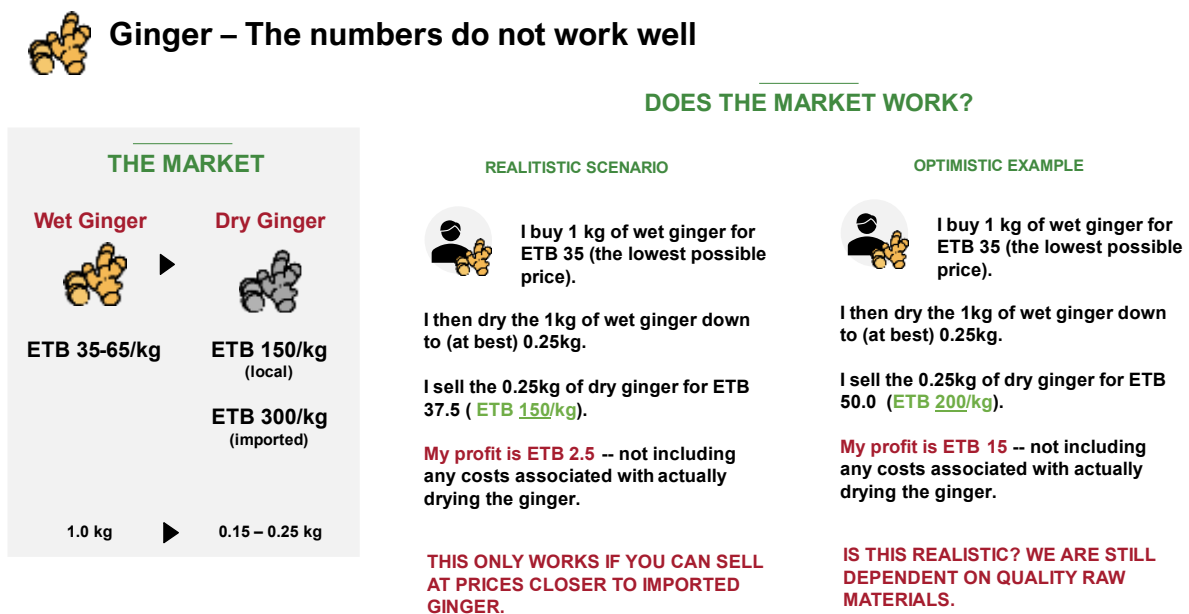 Ginger – The numbers do not work well
DOES THE MARKET WORK?
THE MARKET
Wet Ginger
Dry Ginger
ETB 35-65/kg
ETB 150/kg
(local)
ETB 300/kg
(imported)
1.0 kg
0.15 – 0.25 kg
REALITISTIC SCENARIO
I buy 1 kg of wet ginger for
ETB 35 (the lowest possible
price).
I then dry the 1kg of wet ginger down
to (at best) 0.25kg.
I sell the 0.25kg of dry ginger for ETB
37.5 ( ETB 150/kg).
My profit is ETB 2.5 -- not including
any costs associated with actually
drying the ginger.
THIS ONLY WORKS IF YOU CAN SELL
AT PRICES CLOSER TO IMPORTED
GINGER.
OPTIMISTIC EXAMPLE
I buy 1 kg of wet ginger for
ETB 35 (the lowest possible
price).
I then dry the 1kg of wet ginger down
to (at best) 0.25kg.
I sell the 0.25kg of dry ginger for ETB
50.0 (ETB 200/kg).
My profit is ETB 15 -- not including
any costs associated with actually
drying the ginger.
IS THIS REALISTIC? WE ARE STILL
DEPENDENT ON QUALITY RAW
MATERIALS.